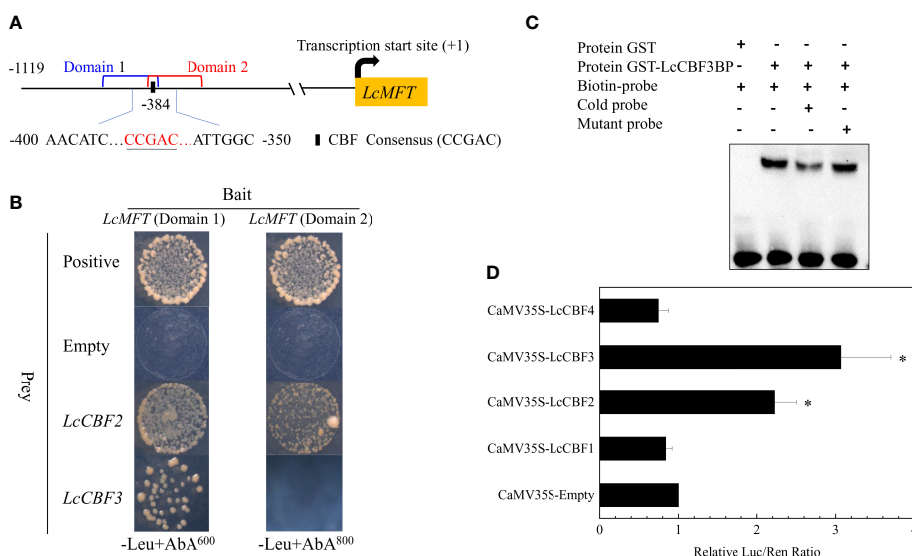 A
Transcription start site (+1)
-1119
Domain 1
Domain 2
LcMFT
-384
-400 AACATC...CCGAC...ATTGGC -350
CBF Consensus (CCGAC)
B
Bait
LcMFT (Domain 1)
LcMFT (Domain 2)
Prey
Positive
Empty
LcCBF2
LcCBF3
-Leu+AbA600
-Leu+AbA800
C
Protein GST + - - -
Protein GST-LcCBF3BP - + + +
Biotin-probe + + + +
Cold probe - - + -
Mutant probe - - - +
D
CaMV35S-LcCBF4
CaMV35S-LcCBF3 *
CaMV35S-LcCBF2 *
CaMV35S-LcCBF1
CaMV35S-Empty
0 1 2 3 4
Relative Luc/Ren Ratio